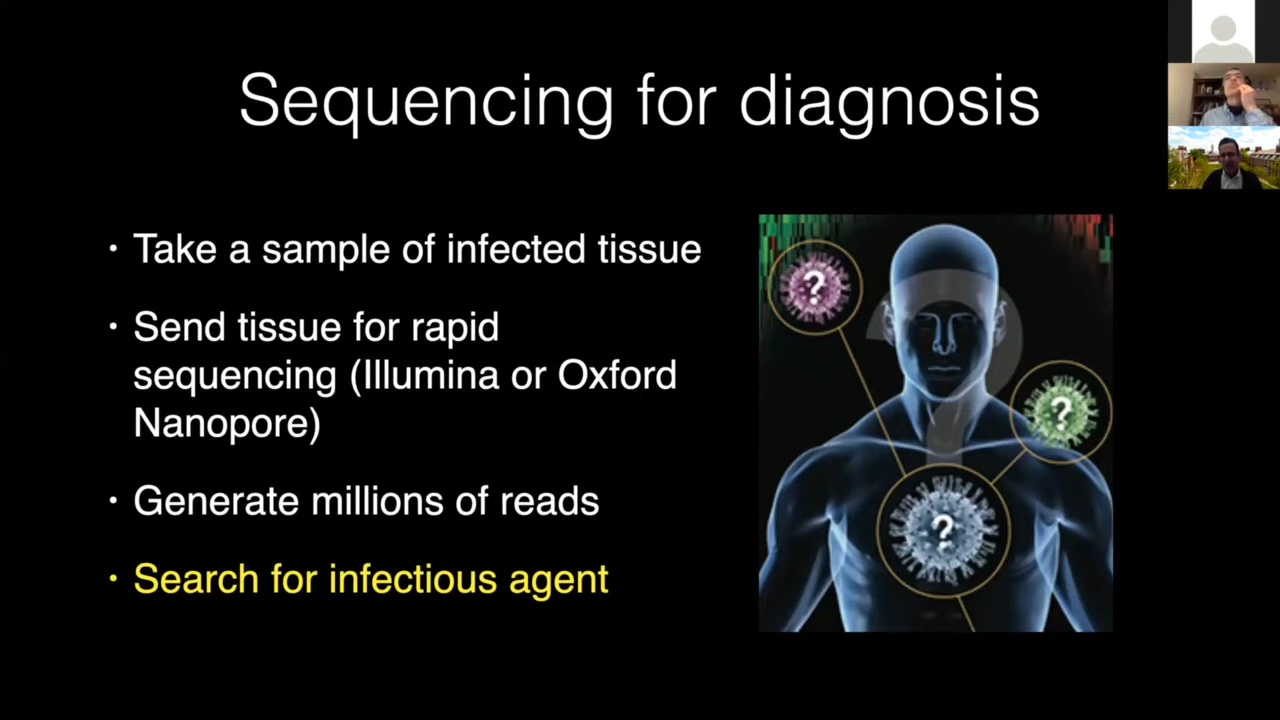 Sequencing for diagnosis
• Take a sample of infected tissue
• Send tissue for rapid
sequencing (Illumina or Oxford
Nanopore)
• Generate millions of reads
• Search for infectious agent
?
?
?
?